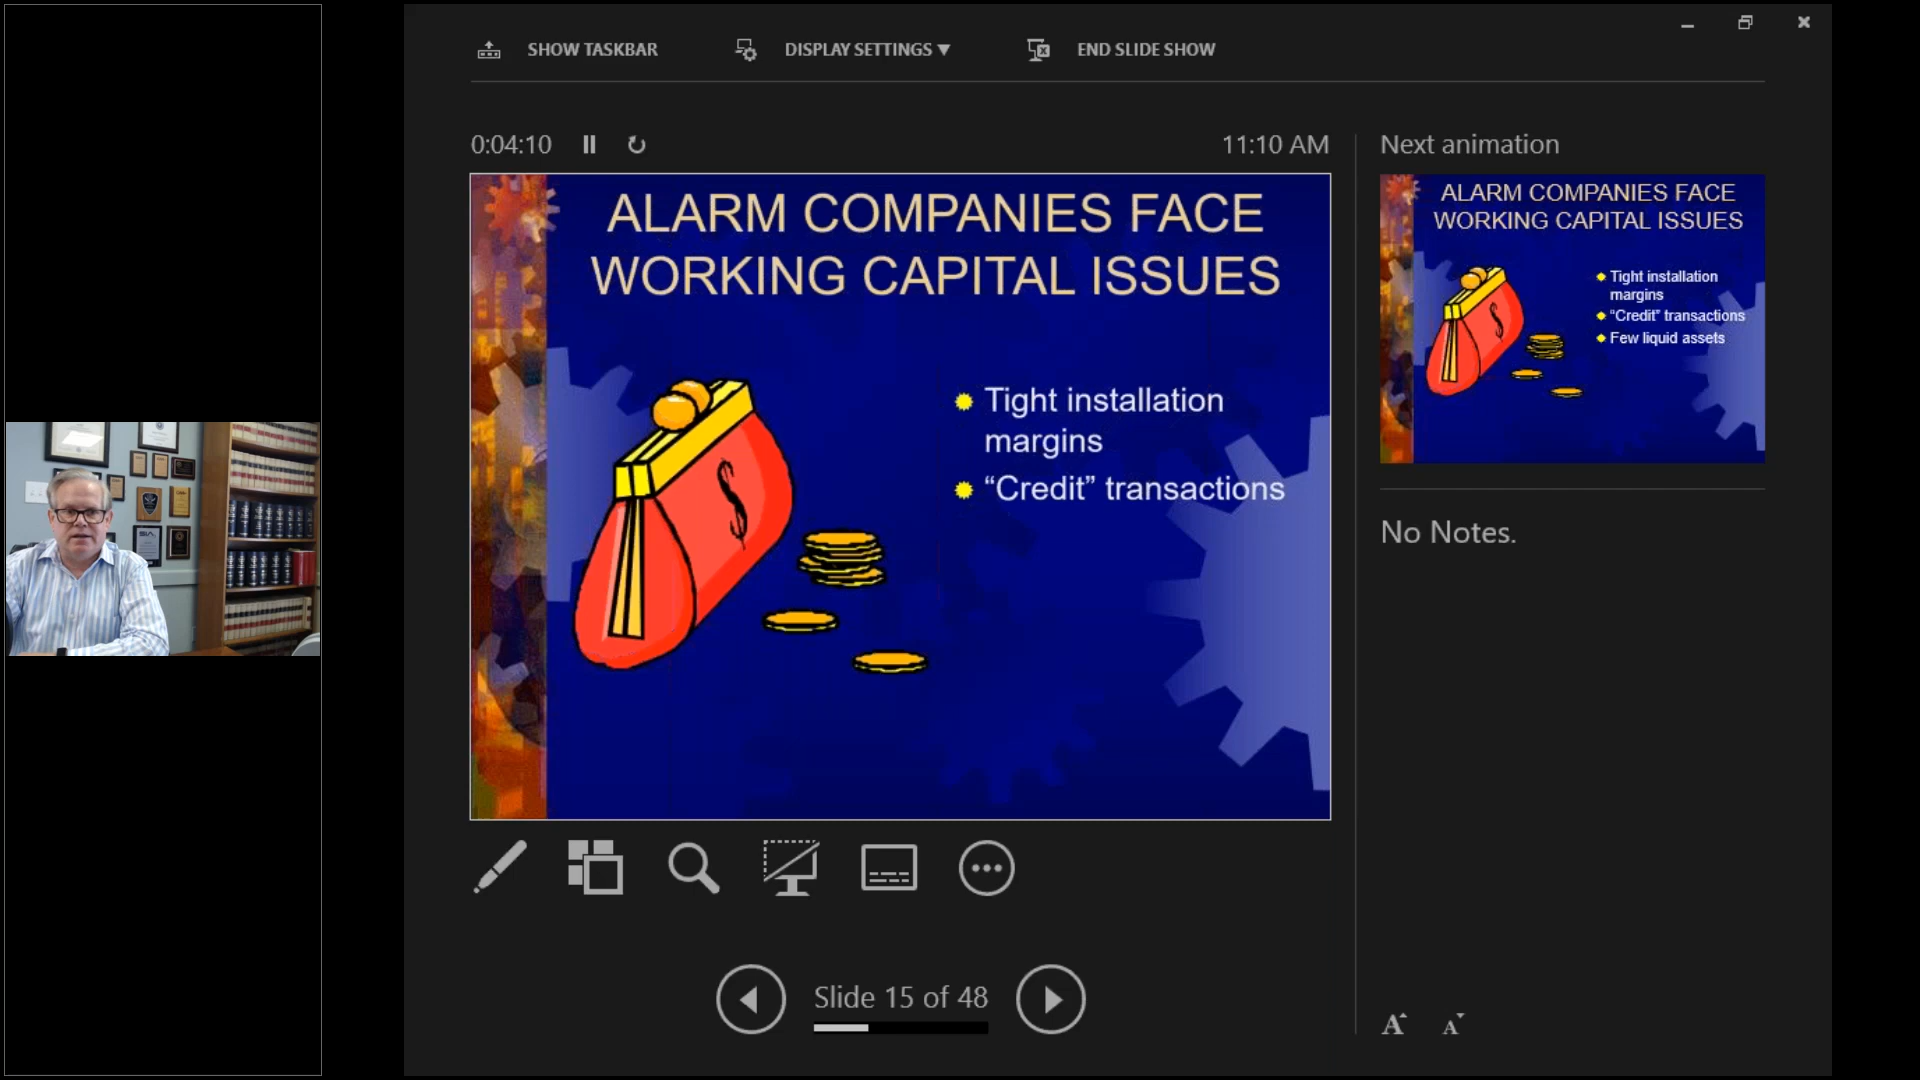 SHOW TASKBAR
DISPLAY SETTINGS ▼
END SLIDE SHOW
0:04:10
11:10 AM
Next animation
ALARM COMPANIES FACE
WORKING CAPITAL ISSUES
Tight installation
margins
“Credit” transactions
$
ALARM COMPANIES FACE
WORKING CAPITAL ISSUES
Tight installation
margins
“Credit” transactions
Few liquid assets
$
No Notes.
Slide 15 of 48
A
A